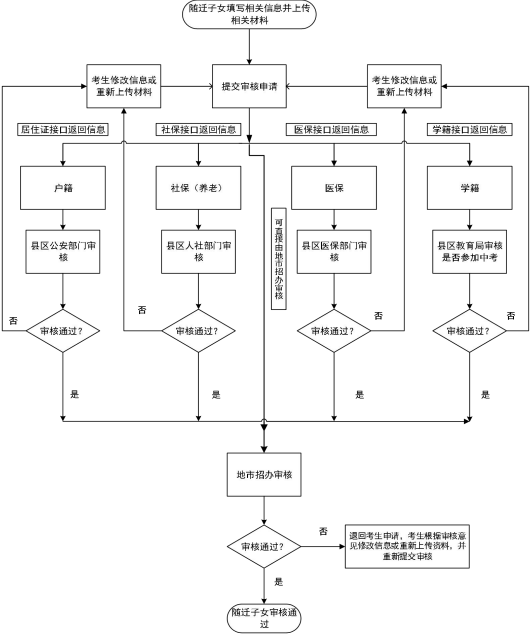 随迁子女填写相关信息并上传
相关材料
考生修改信息或
重新上传材料
提交审核申请
考生修改信息或
重新上传材料
居住证接口返回信息
社保接口返回信息
医保接口返回信息
学籍接口返回信息
户籍
社保（养老）
医保
学籍
可直接由地市招办审核
县区公安部门审
核
县区人社部门审
核
县区医保部门审
核
县区教育局审核
是否参加中考
否
审核通过？
否
审核通过？
审核通过？
否
审核通过？
否
是
是
是
是
地市招办审核
审核通过？
否
退回考生申请，考生根据审核意
见修改信息或重新上传资料，并
重新提交审核
是
随迁子女审核通
过